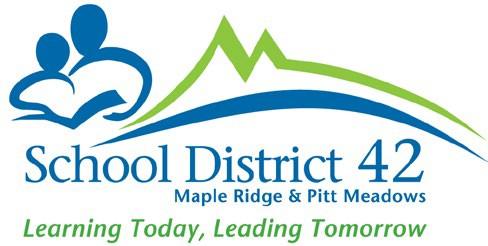 School District 42
Maple Ridge & Pitt Meadows
Learning Today, Leading Tomorrow